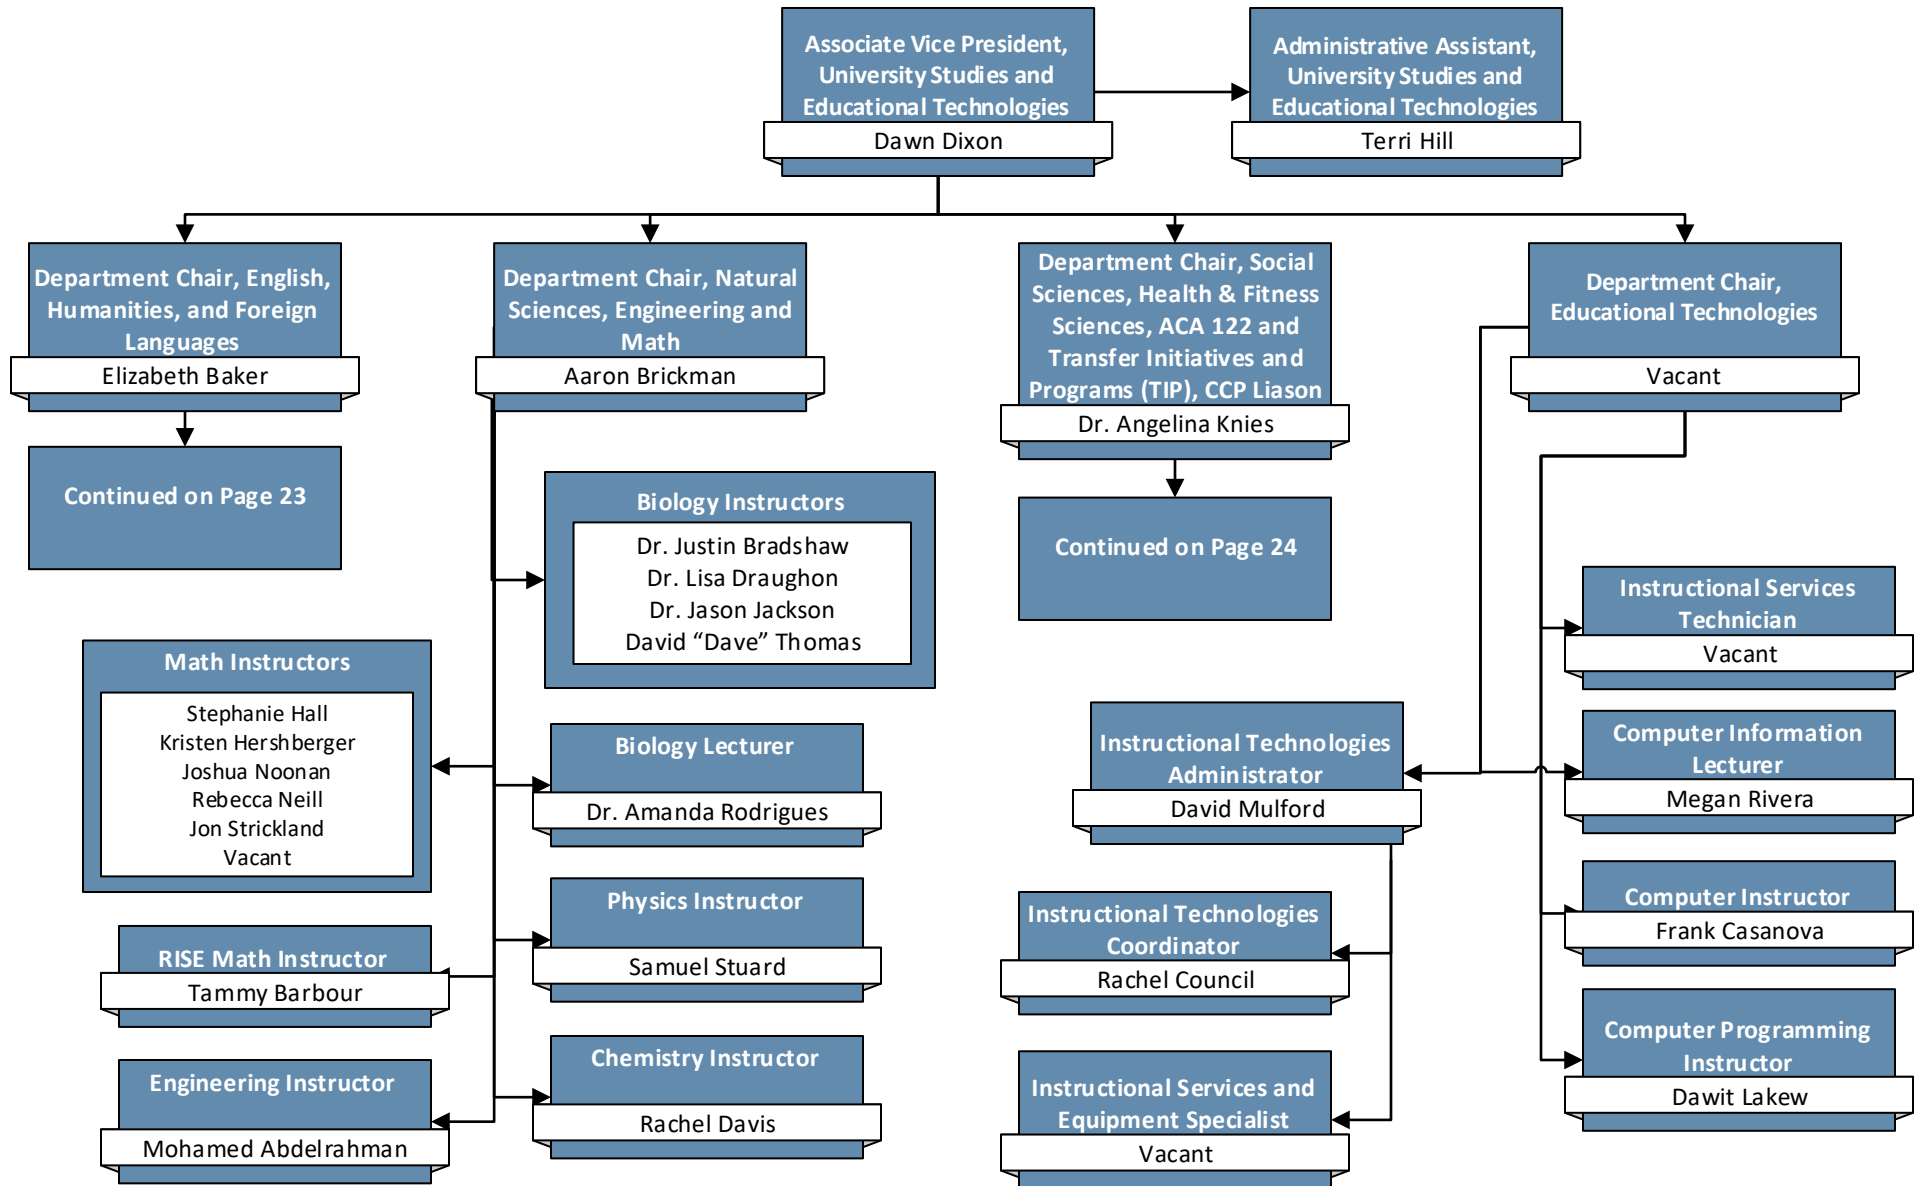 Associate Vice President,
University Studies and
Educational Technologies
Dawn Dixon
Administrative Assistant,
University Studies and
Educational Technologies
Terri Hill
Department Chair, English,
Humanities, and Foreign
Languages
Elizabeth Baker
Continued on Page 23
Department Chair, Natural
Sciences, Engineering and
Math
Aaron Brickman
Department Chair, Social
Sciences, Health & Fitness
Sciences, ACA 122 and
Transfer Initiatives and
Programs (TIP), CCP Liason
Dr. Angelina Knies
Continued on Page 24
Department Chair,
Educational Technologies
Vacant
Biology Instructors
Dr. Justin Bradshaw
Dr. Lisa Draughon
Dr. Jason Jackson
David “Dave” Thomas
Math Instructors
Stephanie Hall
Kristen Hershberger
Joshua Noonan
Rebecca Neill
Jon Strickland
Vacant
Biology Lecturer
Dr. Amanda Rodrigues
Physics Instructor
Samuel Stuard
RISE Math Instructor
Tammy Barbour
Chemistry Instructor
Rachel Davis
Engineering Instructor
Mohamed Abdelrahman
Instructional Technologies
Administrator
David Mulford
Instructional Technologies
Coordinator
Rachel Council
Instructional Services and
Equipment Specialist
Vacant
Instructional Services
Technician
Vacant
Computer Information
Lecturer
Megan Rivera
Computer Instructor
Frank Casanova
Computer Programming
Instructor
Dawit Lakew